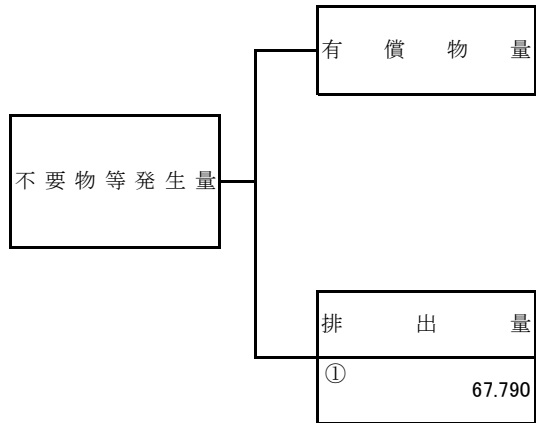 有償物量
不要物等発生量
排出量
①
67.790